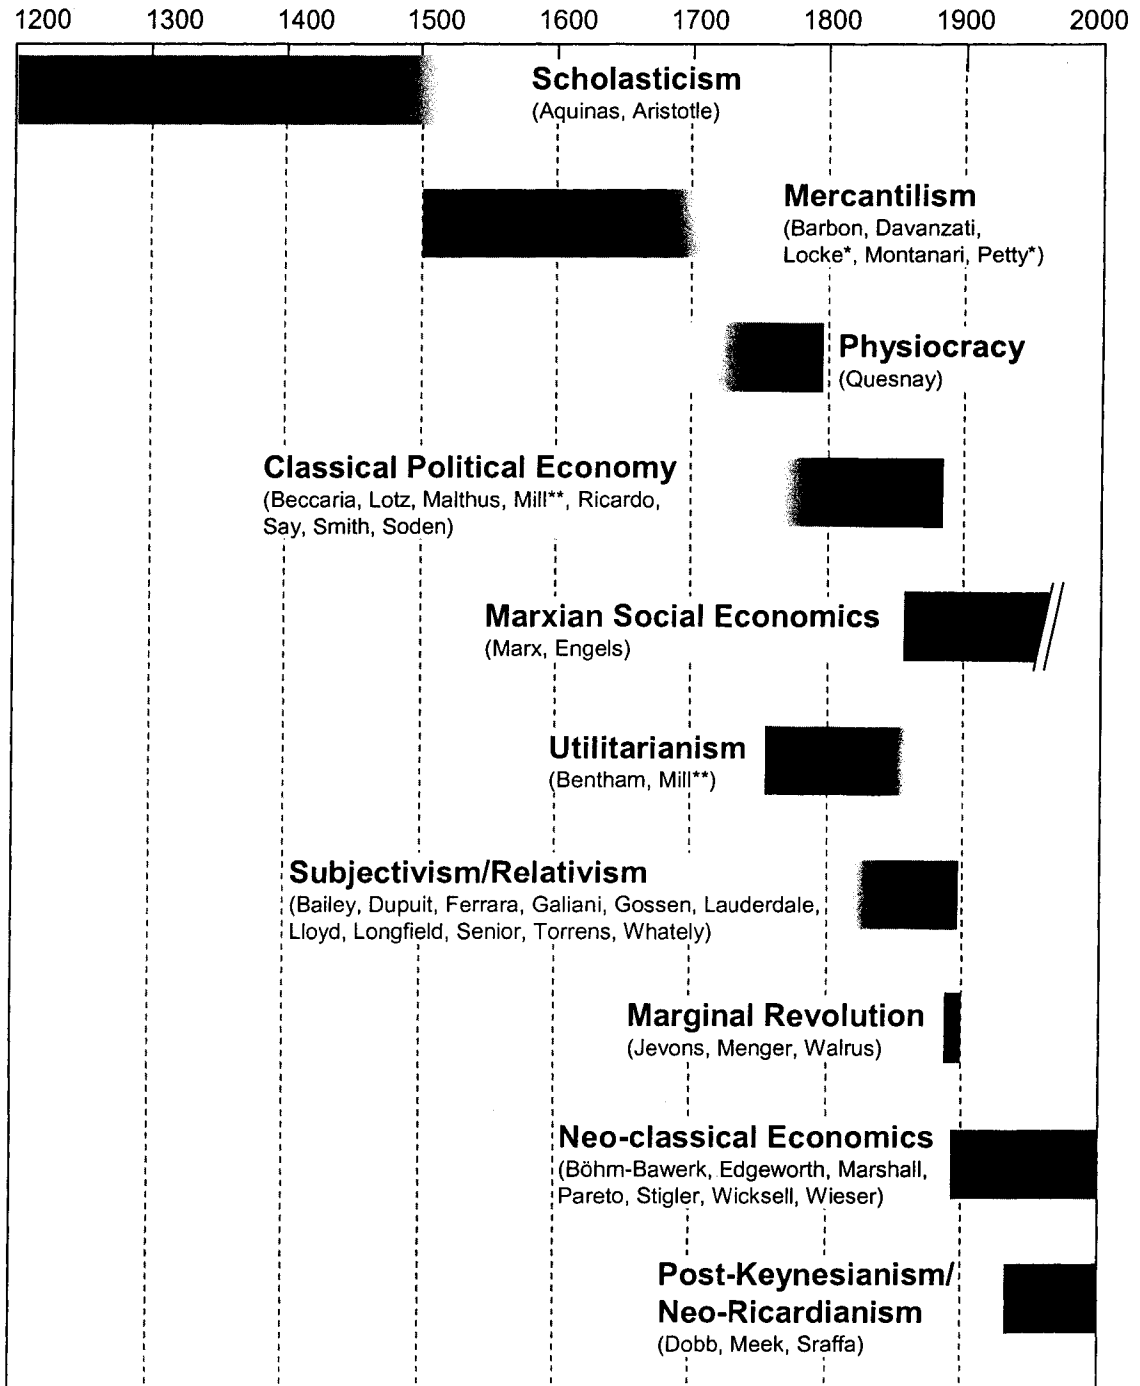 1200 1300 1400 1500 1600 1700 1800 1900 2000
Scholasticism
(Aquinas, Aristotle)
Mercantilism
(Barbon, Davanzati,
Locke*, Montanari, Petty*)
Physiocracy
(Quesnay)
Classical Political Economy
(Beccaria, Lotz, Malthus, Mill**, Ricardo,
Say, Smith, Soden)
Marxian Social Economics
(Marx, Engels)
Utilitarianism
(Bentham, Mill**)
Subjectivism/Relativism
(Bailey, Dupuit, Ferrara, Galiani, Gossen, Lauderdale,
Lloyd, Longfield, Senior, Torrens, Whately)
Marginal Revolution
(Jevons, Menger, Walrus)
Neo-classical Economics
(Böhm-Bawerk, Edgeworth, Marshall,
Pareto, Stigler, Wicksell, Wieser)
Post-Keynesianism/
Neo-Ricardianism
(Dobb, Meek, Sraffa)